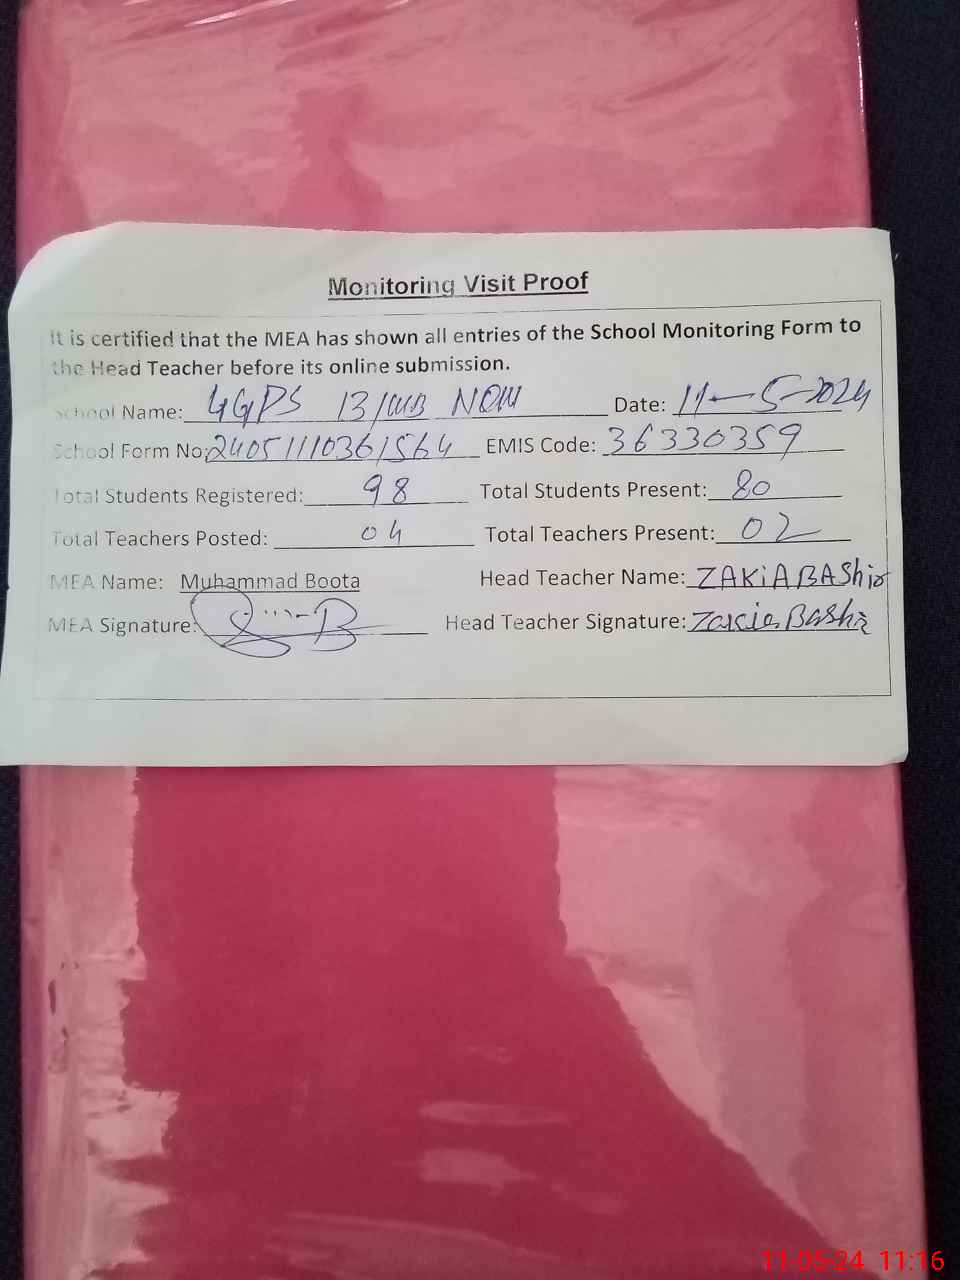 Monitoring Visit Proof
It is certified that the MEA has shown all entries of the School Monitoring Form to
the Head Teacher before its online submission.
School Name: GGPS 13/WB Date: 11-5-2024
School Form No: 24051110361564 EMIS Code: 36330359
Total Students Registered: 98 Total Students Present: 80
Total Teachers Posted: 04 Total Teachers Present: 02
MEA Name: Muhammad Boota Head Teacher Name: ZAKiABAShir
MEA Signature: Head Teacher Signature: Zakia Bashir
11-05-24 11:16